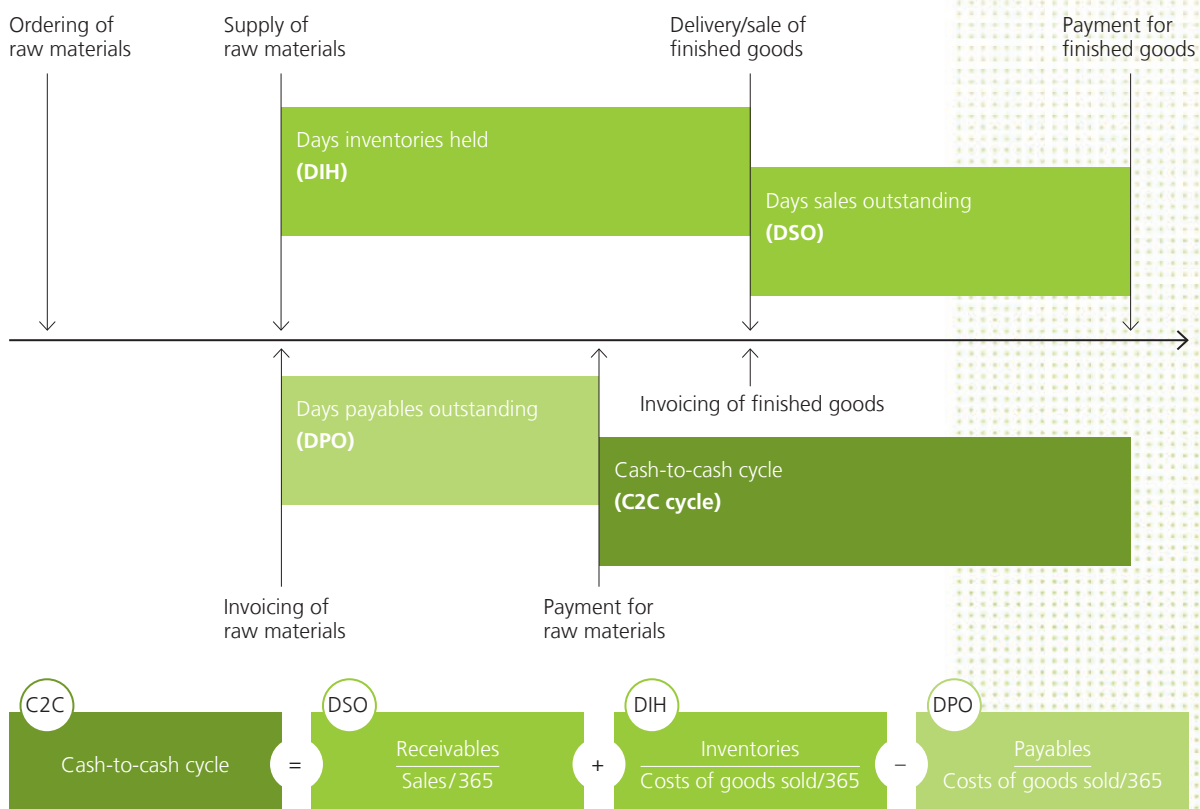 Ordering of
raw materials
Supply of
raw materials
Delivery/sale of
finished goods
Payment for
finished goods
Days inventories held
(DIH)
Days sales outstanding
(DSO)
Days payables outstanding
(DPO)
Invoicing of finished goods
Cash-to-cash cycle
(C2C cycle)
Invoicing of
raw materials
Payment for
raw materials
C2C
Cash-to-cash cycle
=
DSO
Receivables
Sales/365
+
DIH
Inventories
Costs of goods sold/365
–
DPO
Payables
Costs of goods sold/365